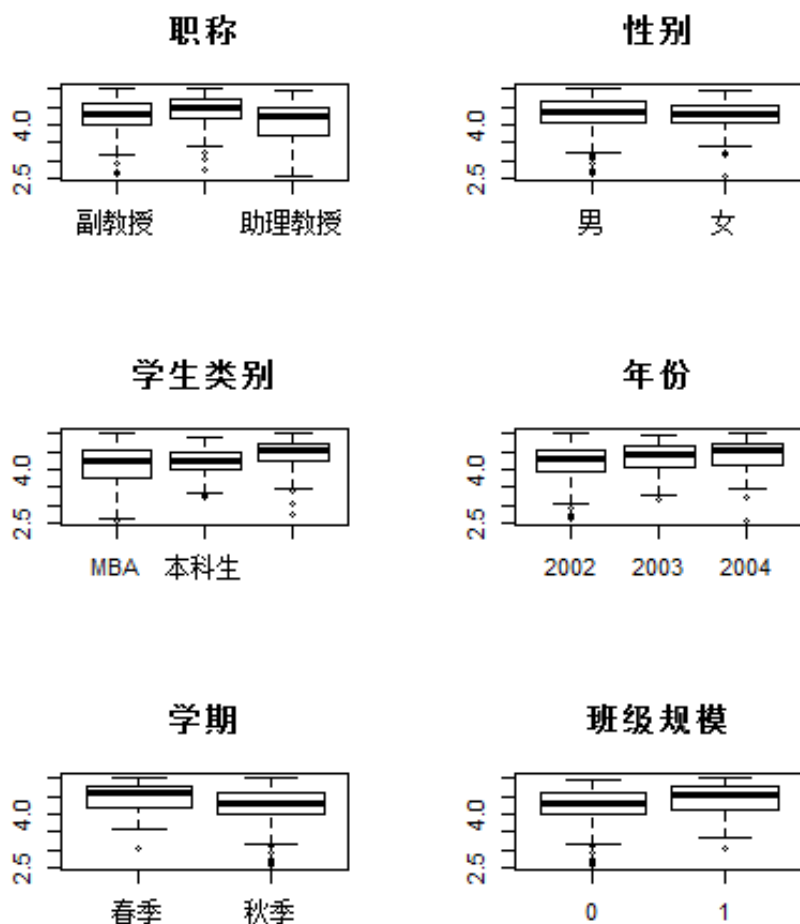 职称
4.0
2.5
副教授 助理教授
性别
4.0
2.5
男 女
学生类别
4.0
2.5
MBA 本科生
年份
4.0
2.5
2002 2003 2004
学期
4.0
2.5
春季 秋季
班级规模
4.0
2.5
0 1